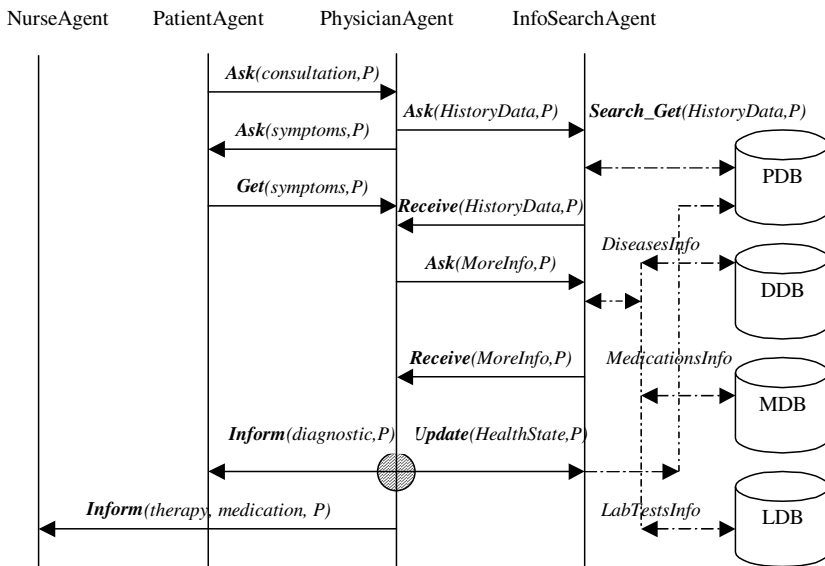 NurseAgent PatientAgent PhysicianAgent InfoSearchAgent
Ask(consultation,P)
Ask(HistoryData,P) Search_Get(HistoryData,P)
Ask(symptoms,P)
PDB
Get(symptoms,P)
Receive(HistoryData,P)
DiseasesInfo
Ask(MoreInfo,P)
DDB
Receive(MoreInfo,P) MedicationsInfo
MDB
Inform(diagnostic,P) Update(HealthState,P)
Inform(therapy, medication, P) LabTestsInfo
LDB